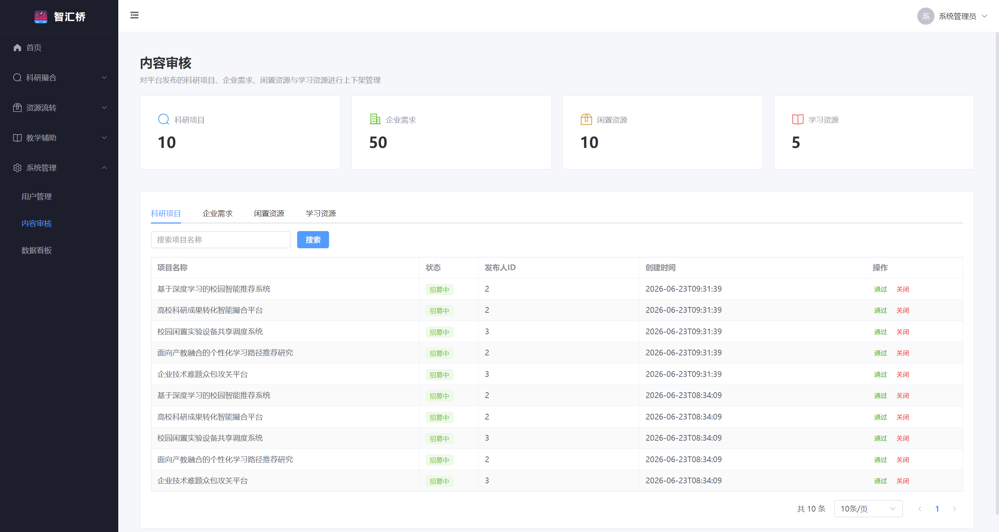 智汇桥
系 系统管理员
首页
科研撮合
资源流转
教学辅助
系统管理
用户管理
内容审核
数据看板
内容审核
对平台发布的科研项目、企业需求、闲置资源与学习资源进行上下架管理
科研项目
10
企业需求
50
闲置资源
10
学习资源
5
科研项目 企业需求 闲置资源 学习资源
搜索项目名称 搜索
项目名称 状态 发布人ID 创建时间 操作
基于深度学习的校园智能推荐系统 招募中 2 2026-06-23T09:31:39 通过 关闭
高校科研成果转化智能撮合平台 招募中 2 2026-06-23T09:31:39 通过 关闭
校园闲置实验设备共享调度系统 招募中 3 2026-06-23T09:31:39 通过 关闭
面向产教融合的个性化学习路径推荐研究 招募中 2 2026-06-23T09:31:39 通过 关闭
企业技术难题众包攻关平台 招募中 3 2026-06-23T09:31:39 通过 关闭
基于深度学习的校园智能推荐系统 招募中 2 2026-06-23T08:34:09 通过 关闭
高校科研成果转化智能撮合平台 招募中 2 2026-06-23T08:34:09 通过 关闭
校园闲置实验设备共享调度系统 招募中 3 2026-06-23T08:34:09 通过 关闭
面向产教融合的个性化学习路径推荐研究 招募中 2 2026-06-23T08:34:09 通过 关闭
企业技术难题众包攻关平台 招募中 3 2026-06-23T08:34:09 通过 关闭
共 10 条 10条/页 1